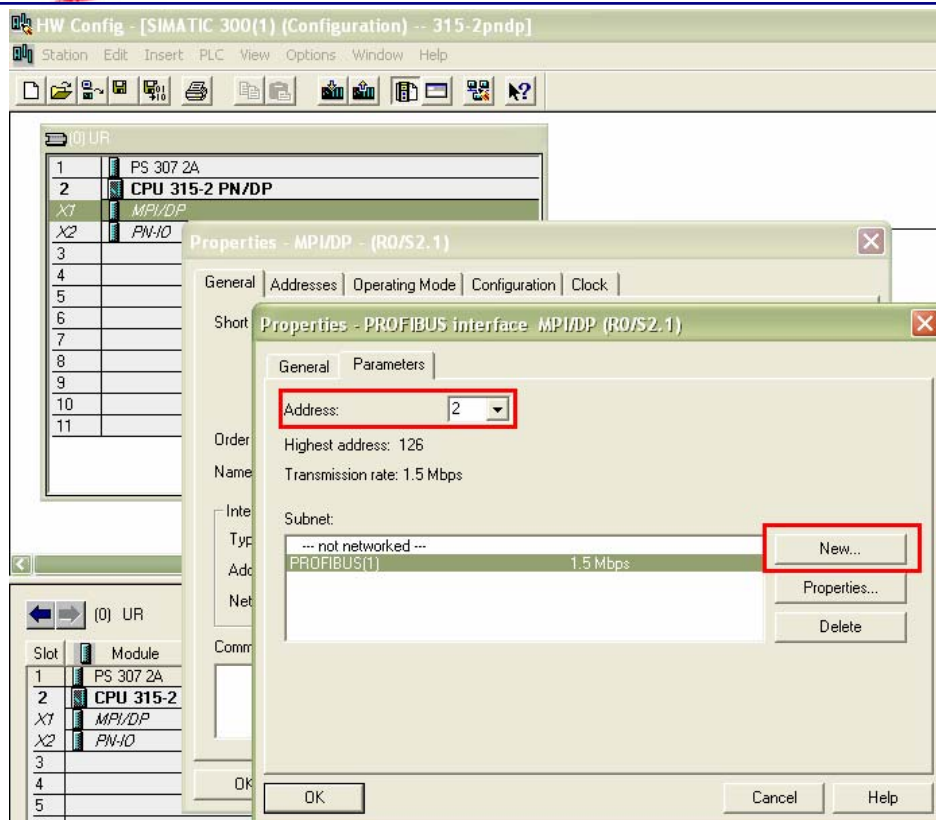 HW Config - [SIMATIC 300(1) (Configuration) -- 315-2pndp]
Station Edit Insert PLC View Options Window Help
(0) UR
1 PS 307 2A
2 CPU 315-2 PN/DP
X1 MPI/DP
X2 PN-IO
3
4
5
6
7
8
9
10
11
Properties - MPI/DP - (R0/S2.1)
General Addresses Operating Mode Configuration Clock
Short
Order
Name
Inte
Typ
Add
Net
Comm
OK
Properties - PROFIBUS interface MPI/DP (R0/S2.1)
General Parameters
Address: 2
Highest address: 126
Transmission rate: 1.5 Mbps
Subnet:
--- not networked ---
PROFIBUS(1) 1.5 Mbps
New...
Properties...
Delete
OK Cancel Help
(0) UR
Slot Module
1 PS 307 2A
2 CPU 315-2
X1 MPI/DP
X2 PN-IO
3
4
5